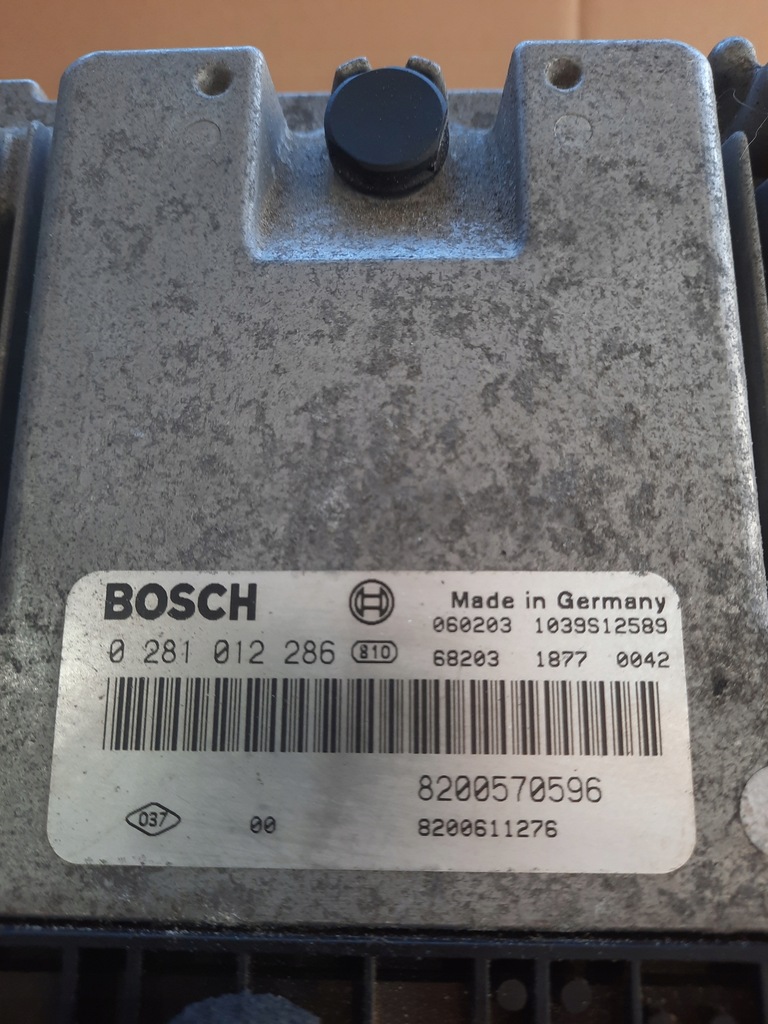 BOSCH
Made in Germany
060203 1039S12589
0 281 012 286 810
68203 1877 0042
8200570596
037 00 8200611276